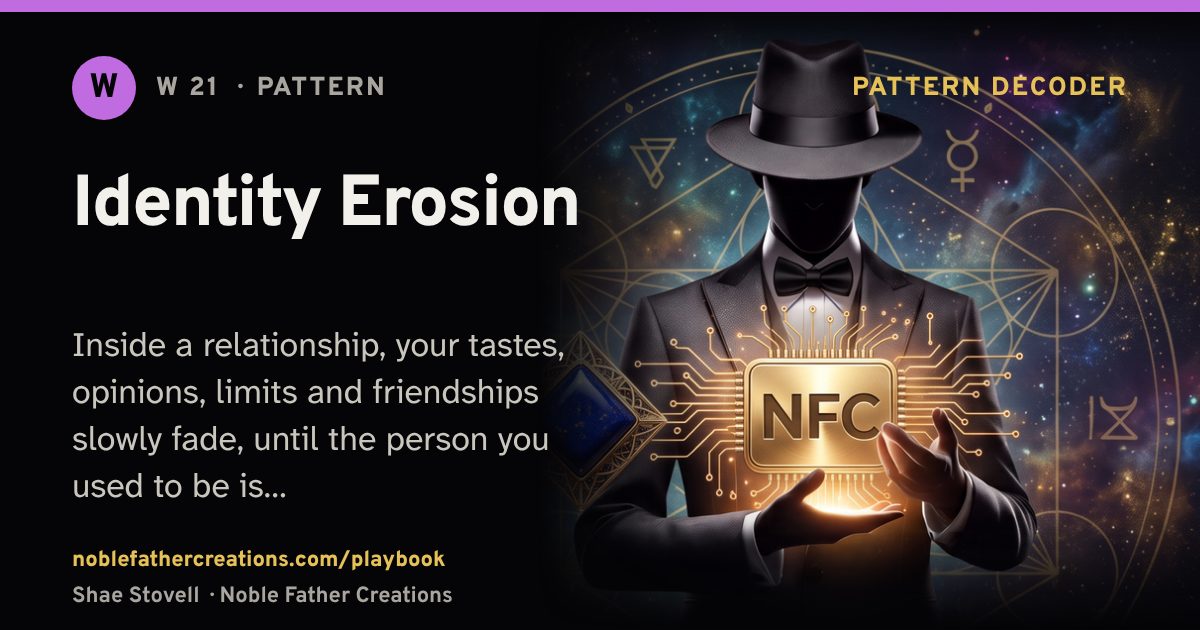 W
W 21 · PATTERN
PATTERN DECODER
Identity Erosion
Inside a relationship, your tastes,
opinions, limits and friendships
slowly fade, until the person you
used to be is...
NFC
noblefathercreations.com/playbook
Shae Stovell · Noble Father Creations